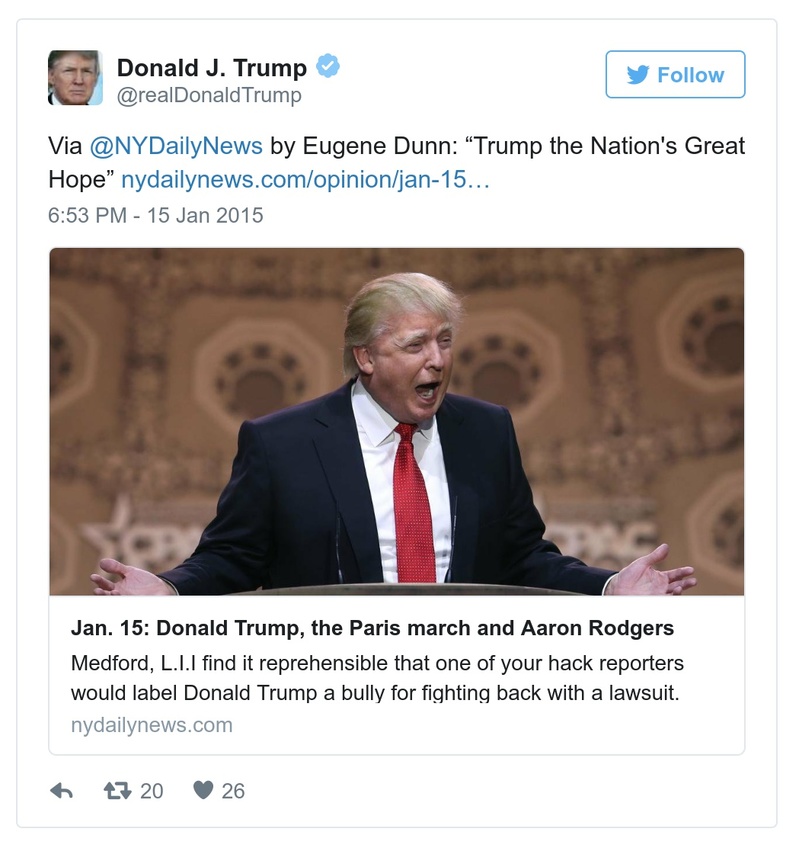 Donald J. Trump
@realDonaldTrump
Follow
Via @NYDailyNews by Eugene Dunn: “Trump the Nation's Great
Hope” nydailynews.com/opinion/jan-15…
6:53 PM - 15 Jan 2015
CPAC
CPAC
Jan. 15: Donald Trump, the Paris march and Aaron Rodgers
Medford, L.I.I find it reprehensible that one of your hack reporters
would label Donald Trump a bully for fighting back with a lawsuit.
nydailynews.com
20
26